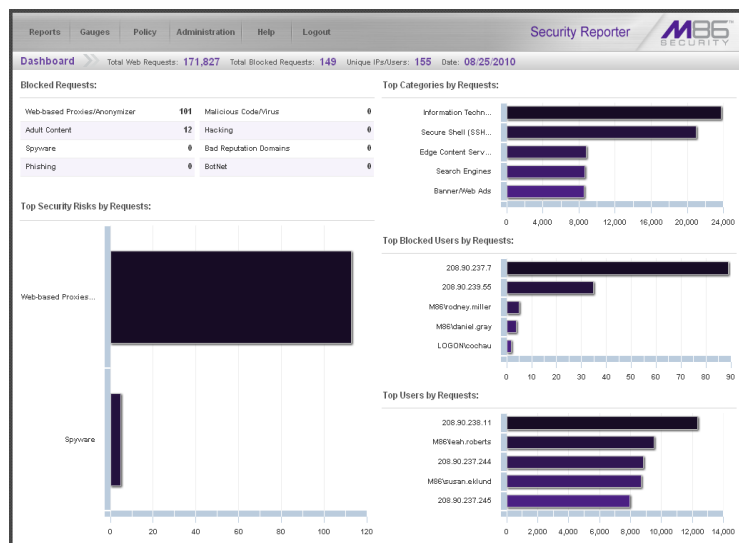 Reports Gauges Policy Administration Help Logout
Security Reporter
M86™
SECURITY
Dashboard Total Web Requests: 171,827 Total Blocked Requests: 149 Unique IPs/Users: 155 Date: 08/25/2010
Blocked Requests:
Web-based Proxies/Anonymizer 101 Malicious Code/Virus 0
Adult Content 12 Hacking 0
Spyware 0 Bad Reputation Domains 0
Phishing 0 BotNet 0
Top Security Risks by Requests:
Web-based Proxies...
Spyware
0 20 40 60 80 100 120
Top Categories by Requests:
Information Techn...
Secure Shell (SSH...
Edge Content Serv...
Search Engines
Banner/Web Ads
0 4,000 8,000 12,000 16,000 20,000 24,000
Top Blocked Users by Requests:
208.90.237.7
208.90.239.55
M86\rodney.miller
M86\daniel.gray
LOGON\cochau
0 10 20 30 40 50 60 70 80 90
Top Users by Requests:
208.90.238.11
M86\leah.roberts
208.90.237.244
M86\susan.eklund
208.90.237.245
0 2,000 4,000 6,000 8,000 10,000 12,000 14,000